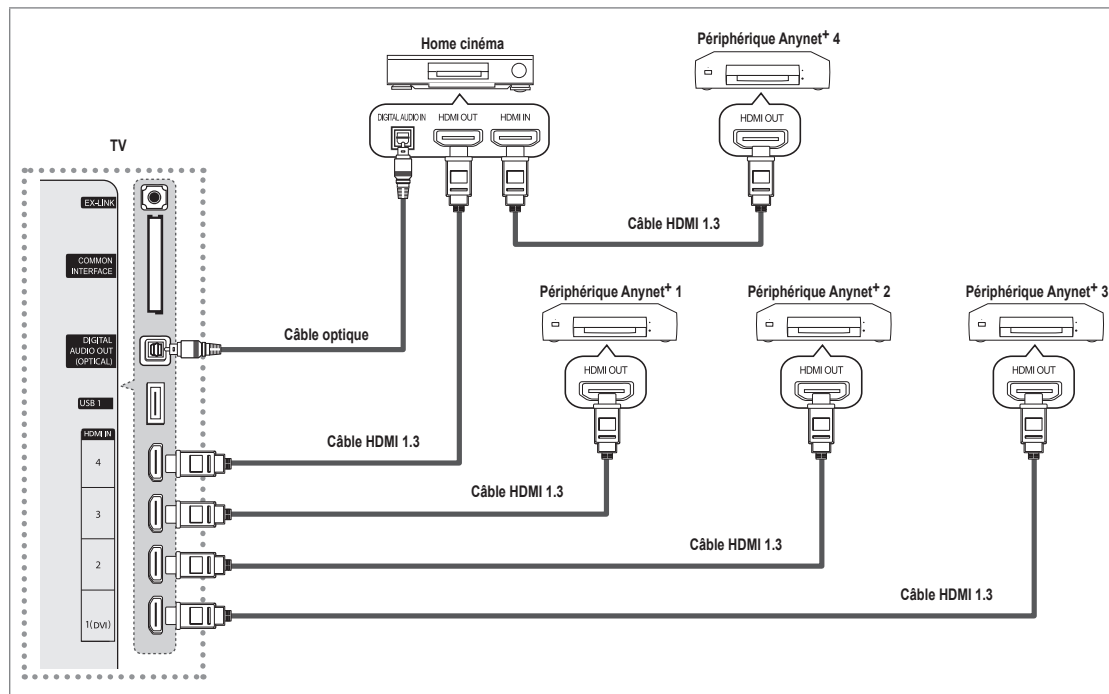 Home cinéma
Périphérique Anynet+ 4
DIGITAL AUDIO IN
HDMI OUT
HDMI IN
HDMI OUT
TV
EX-LINK
Câble HDMI 1.3
COMMON
INTERFACE
Périphérique Anynet+ 1
Périphérique Anynet+ 2
Périphérique Anynet+ 3
Câble optique
DIGITAL
AUDIO OUT
(OPTICAL)
HDMI OUT
HDMI OUT
HDMI OUT
USB 1
HDMI IN
Câble HDMI 1.3
4
Câble HDMI 1.3
3
Câble HDMI 1.3
2
Câble HDMI 1.3
1(DVI)